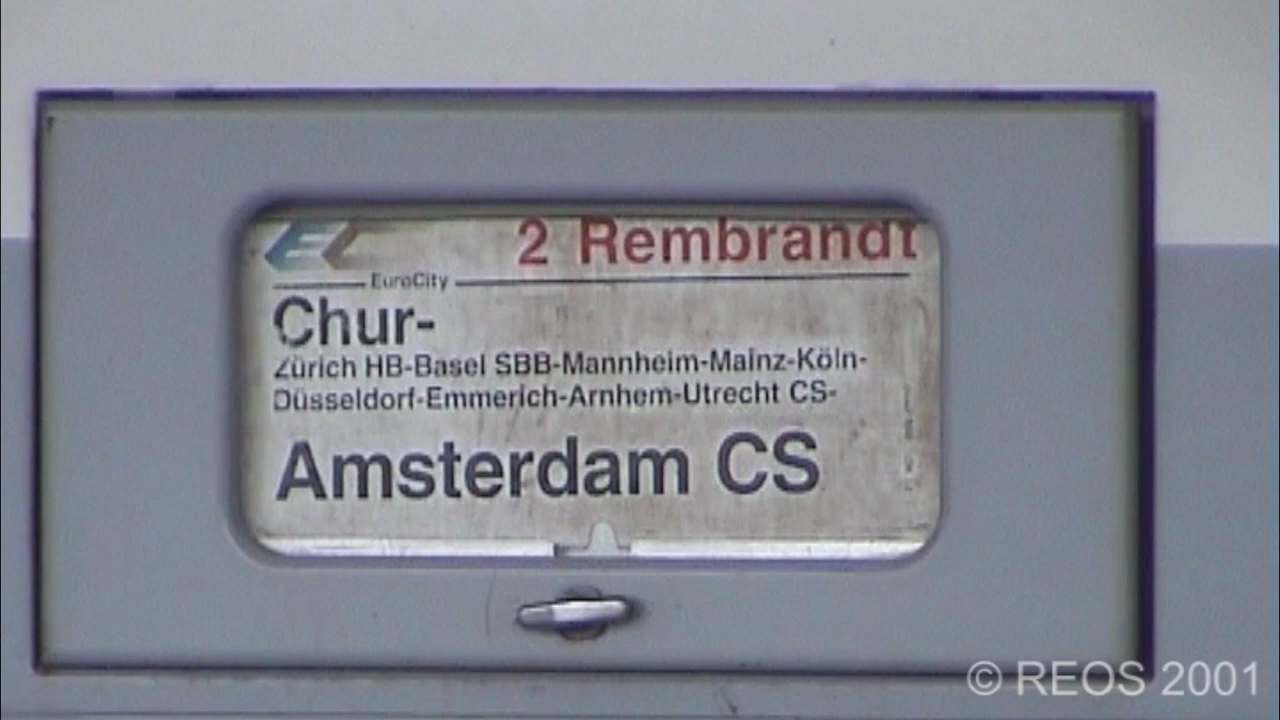 EC 2 Rembrandt
EuroCity
Chur-
Zürich HB-Basel SBB-Mannheim-Mainz-Köln-
Düsseldorf-Emmerich-Arnhem-Utrecht CS-
Amsterdam CS
© REOS 2001